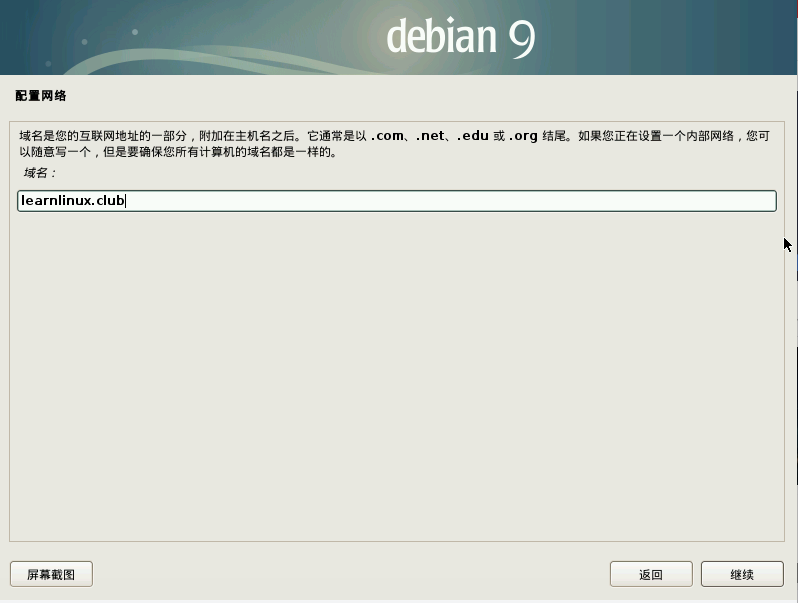 debian 9
配置网络
域名是您的互联网地址的一部分，附加在主机名之后。它通常是以 .com、.net、.edu 或 .org 结尾。如果您正在设置一个内部网络，您可
以随意写一个，但是要确保您所有计算机的域名都是一样的。
域名：
learnlinux.club
屏幕截图 返回 继续